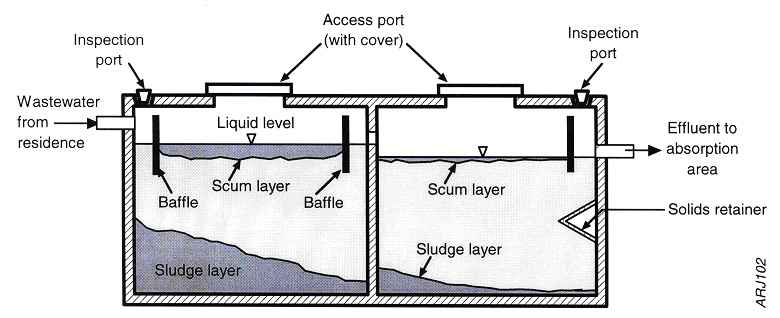 Access port
(with cover)
Inspection
port
Inspection
port
Wastewater
from
residence
Liquid level
Effluent to
absorption
area
Scum layer
Baffle
Baffle
Scum layer
Solids retainer
Sludge layer
Sludge layer
ARJ102